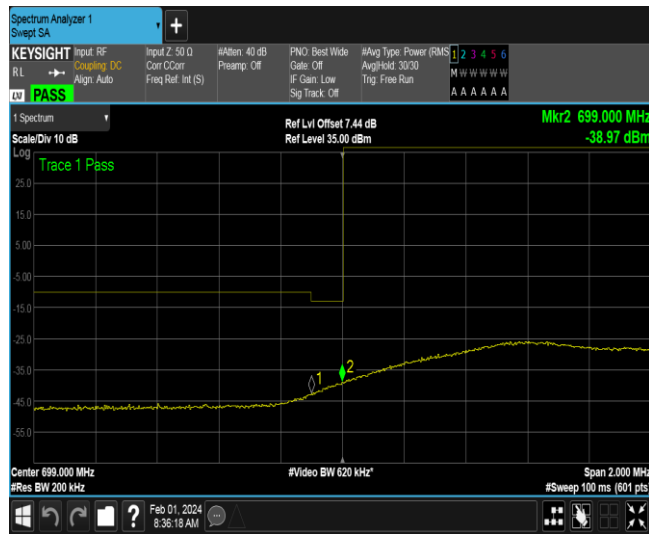 Spectrum Analyzer 1
Swept SA
KEYSIGHT
RL
LXI PASS
Input: RF
Coupling: DC
Align: Auto
Input Z: 50 Ω
Corr CCorr
Freq Ref: Int (S)
#Atten: 40 dB
Preamp: Off
PNO: Best Wide
Gate: Off
IF Gain: Low
Sig Track: Off
#Avg Type: Power (RMS
Avg|Hold: 30/30
Trig: Free Run
1 2 3 4 5 6
M W W W W W
A A A A A A
1 Spectrum
Scale/Div 10 dB
Ref Lvl Offset 7.44 dB
Ref Level 35.00 dBm
Mkr2 699.000 MHz
-38.97 dBm
Log
Trace 1 Pass
25.0
15.0
5.00
-5.00
-15.0
-25.0
-35.0
-45.0
-55.0
1
2
Center 699.000 MHz
#Res BW 200 kHz
#Video BW 620 kHz*
Span 2.000 MHz
#Sweep 100 ms (601 pts
?
Feb 01, 2024
8:36:18 AM